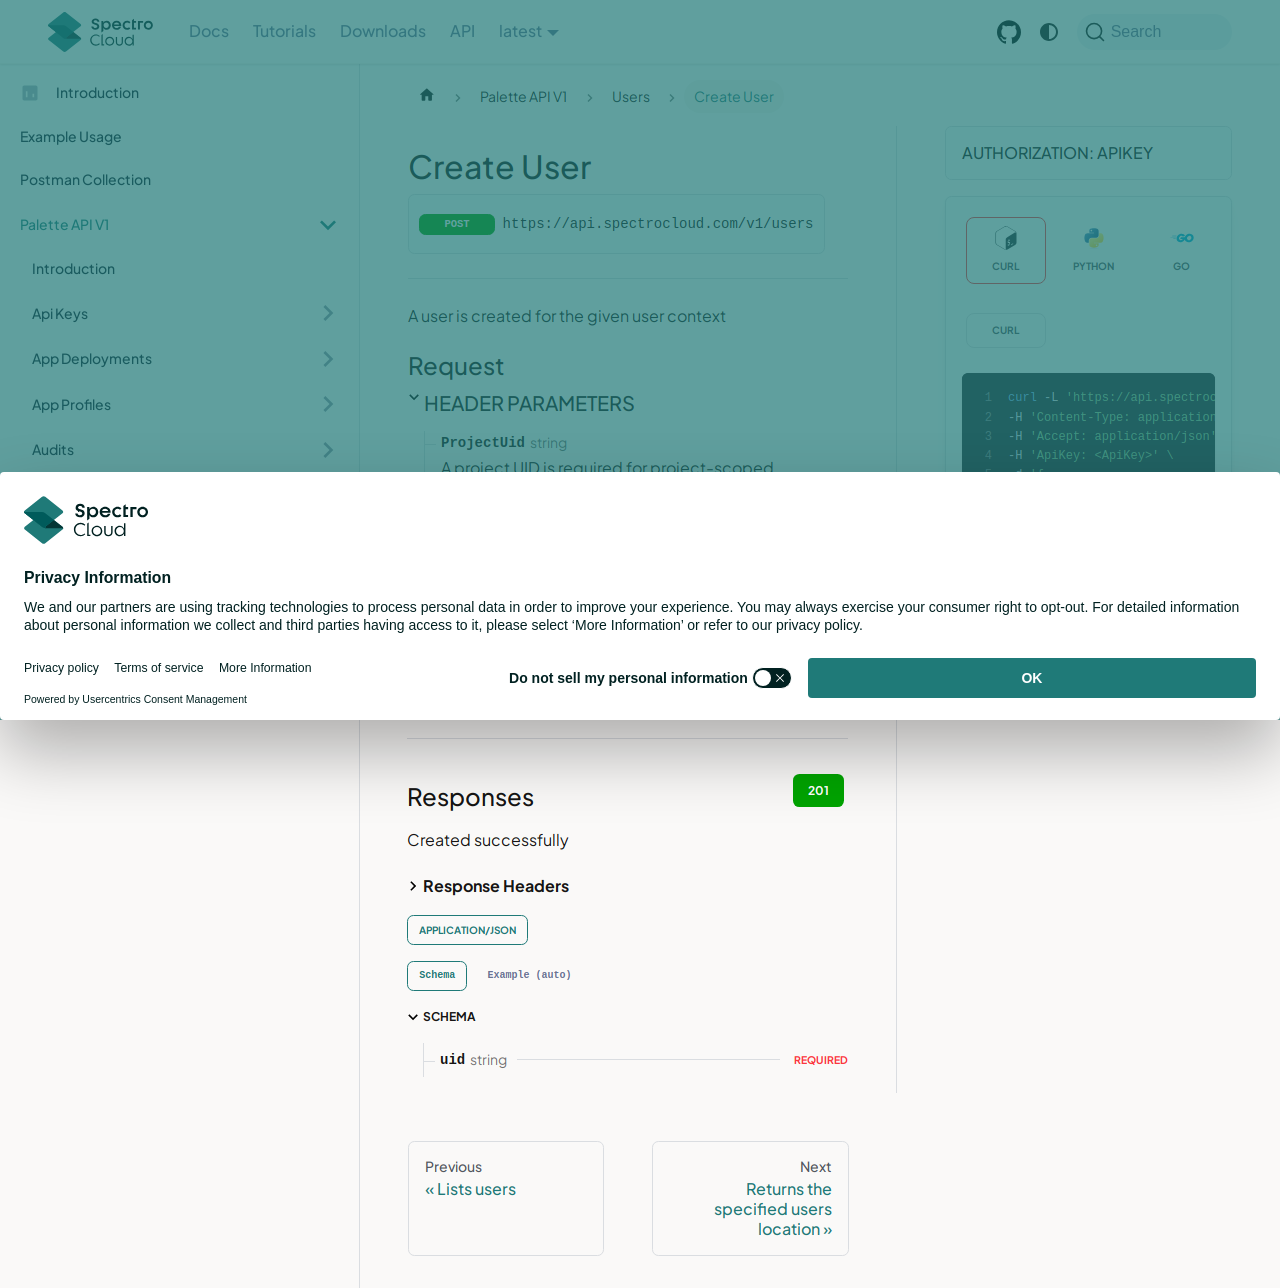 Spectro Cloud
Docs
Tutorials
Downloads
API
latest
Search
Introduction
Example Usage
Postman Collection
Palette API V1
Introduction
Api Keys
App Deployments
App Profiles
Audits
Palette API V1
Users
Create User
Create User
POST https://api.spectrocloud.com/v1/users
A user is created for the given user context
Request
HEADER PARAMETERS
ProjectUid string
A project UID is required for project-scoped
AUTHORIZATION: APIKEY
CURL
PYTHON
GO
CURL
1 curl -L 'https://api.spectroc
2 -H 'Content-Type: application
3 -H 'Accept: application/json'
4 -H 'ApiKey: <ApiKey>' \
Spectro Cloud
Privacy Information
We and our partners are using tracking technologies to process personal data in order to improve your experience. You may always exercise your consumer right to opt-out. For detailed information
about personal information we collect and third parties having access to it, please select ‘More Information’ or refer to our privacy policy.
Privacy policy
Terms of service
More Information
Powered by Usercentrics Consent Management
Do not sell my personal information
OK
Responses
201
Created successfully
Response Headers
APPLICATION/JSON
Schema
Example (auto)
SCHEMA
uid string
REQUIRED
Previous
« Lists users
Next
Returns the
specified users
location »